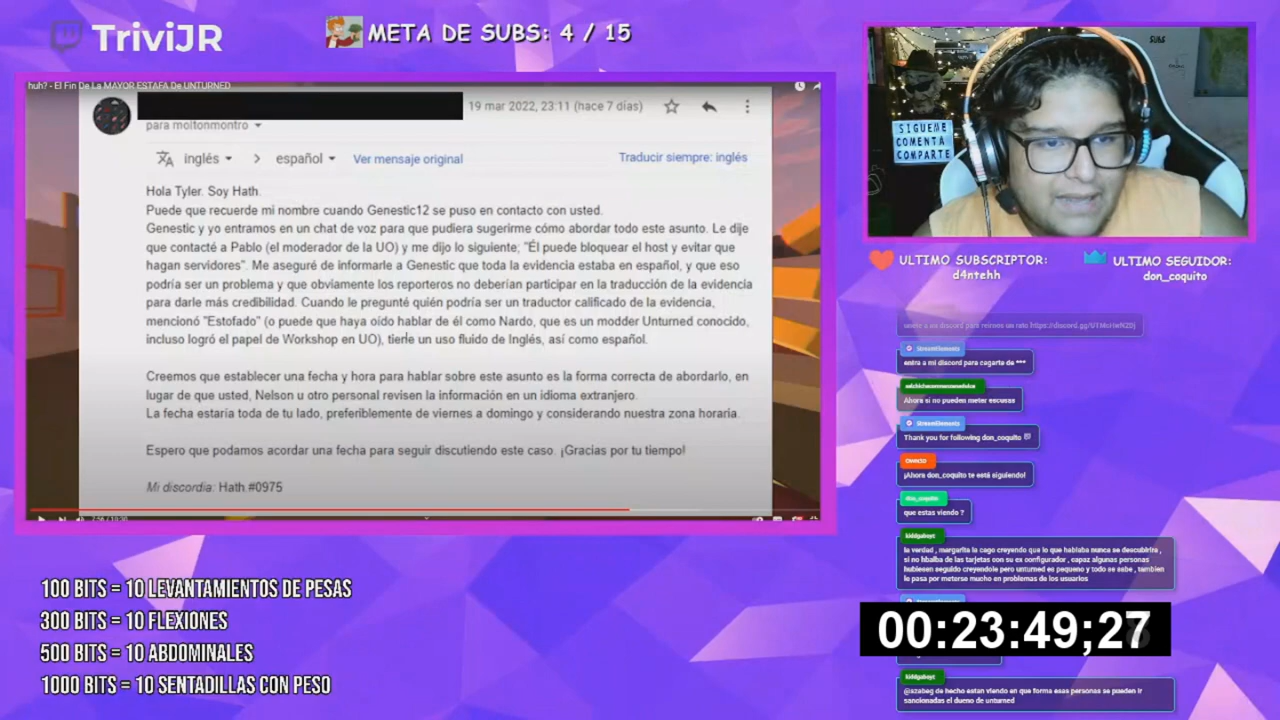 TriviJR
META DE SUBS: 4 / 15
huh? - El Fin De La MAYOR ESTAFA De UNTURNED
19 mar 2022, 23:11 (hace 7 días)
para moltonmontro
inglés > español Ver mensaje original Traducir siempre: inglés
Hola Tyler. Soy Hath.
Puede que recuerde mi nombre cuando Genestic12 se puso en contacto con usted.
Genestic y yo entramos en un chat de voz para que pudiera sugerirme cómo abordar todo este asunto. Le dije
que contacté a Pablo (el moderador de la UO) y me dijo lo siguiente; "Él puede bloquear el host y evitar que
hagan servidores". Me aseguré de informarle a Genestic que toda la evidencia estaba en español, y que eso
podría ser un problema y que obviamente los reporteros no deberían participar en la traducción de la evidencia
para darle más credibilidad. Cuando le pregunté quién podría ser un traductor calificado de la evidencia,
mencionó "Estofado" (o puede que haya oído hablar de él como Nardo, que es un modder Unturned conocido,
incluso logró el papel de Workshop en UO), tiene un uso fluido de Inglés, así como español.
Creemos que establecer una fecha y hora para hablar sobre este asunto es la forma correcta de abordarlo, en
lugar de que usted, Nelson u otro personal revisen la información en un idioma extranjero.
La fecha estaría toda de tu lado, preferiblemente de viernes a domingo y considerando nuestra zona horaria.
Espero que podamos acordar una fecha para seguir discutiendo este caso. ¡Gracias por tu tiempo!
Mi discordia: Hath #0975
SIGUEME
COMENTA
COMPARTE
SUBS
ULTIMO SUBSCRIPTOR:
d4ntehh
ULTIMO SEGUIDOR:
don_coquito
StreamElements
entra a mi discord para cagarte de ***
Ahora si no pueden meter escusas
StreamElements
Thank you for following don_coquito
OWN3D
¡Ahora don_coquito te está siguiendo!
don_coquito
que estas viendo ?
kiddgaboyt
la verdad , margarita la cago creyendo que lo que hablaba nunca se descubrira ,
si no hbalba de las tarjetas con su ex configurador , capaz algunas personas
hubiesen seguido creyendole pero unturned es pequeno y todo se sabe , tambien
le pasa por meterse mucho en problemas de los usuarios
00:23:49;27
kiddgaboyt
@azabeg de hecho estan viendo en que forma esas personas se pueden ir
sancionadas el dueno de unturned
100 BITS = 10 LEVANTAMIENTOS DE PESAS
300 BITS = 10 FLEXIONES
500 BITS = 10 ABDOMINALES
1000 BITS = 10 SENTADILLAS CON PESO